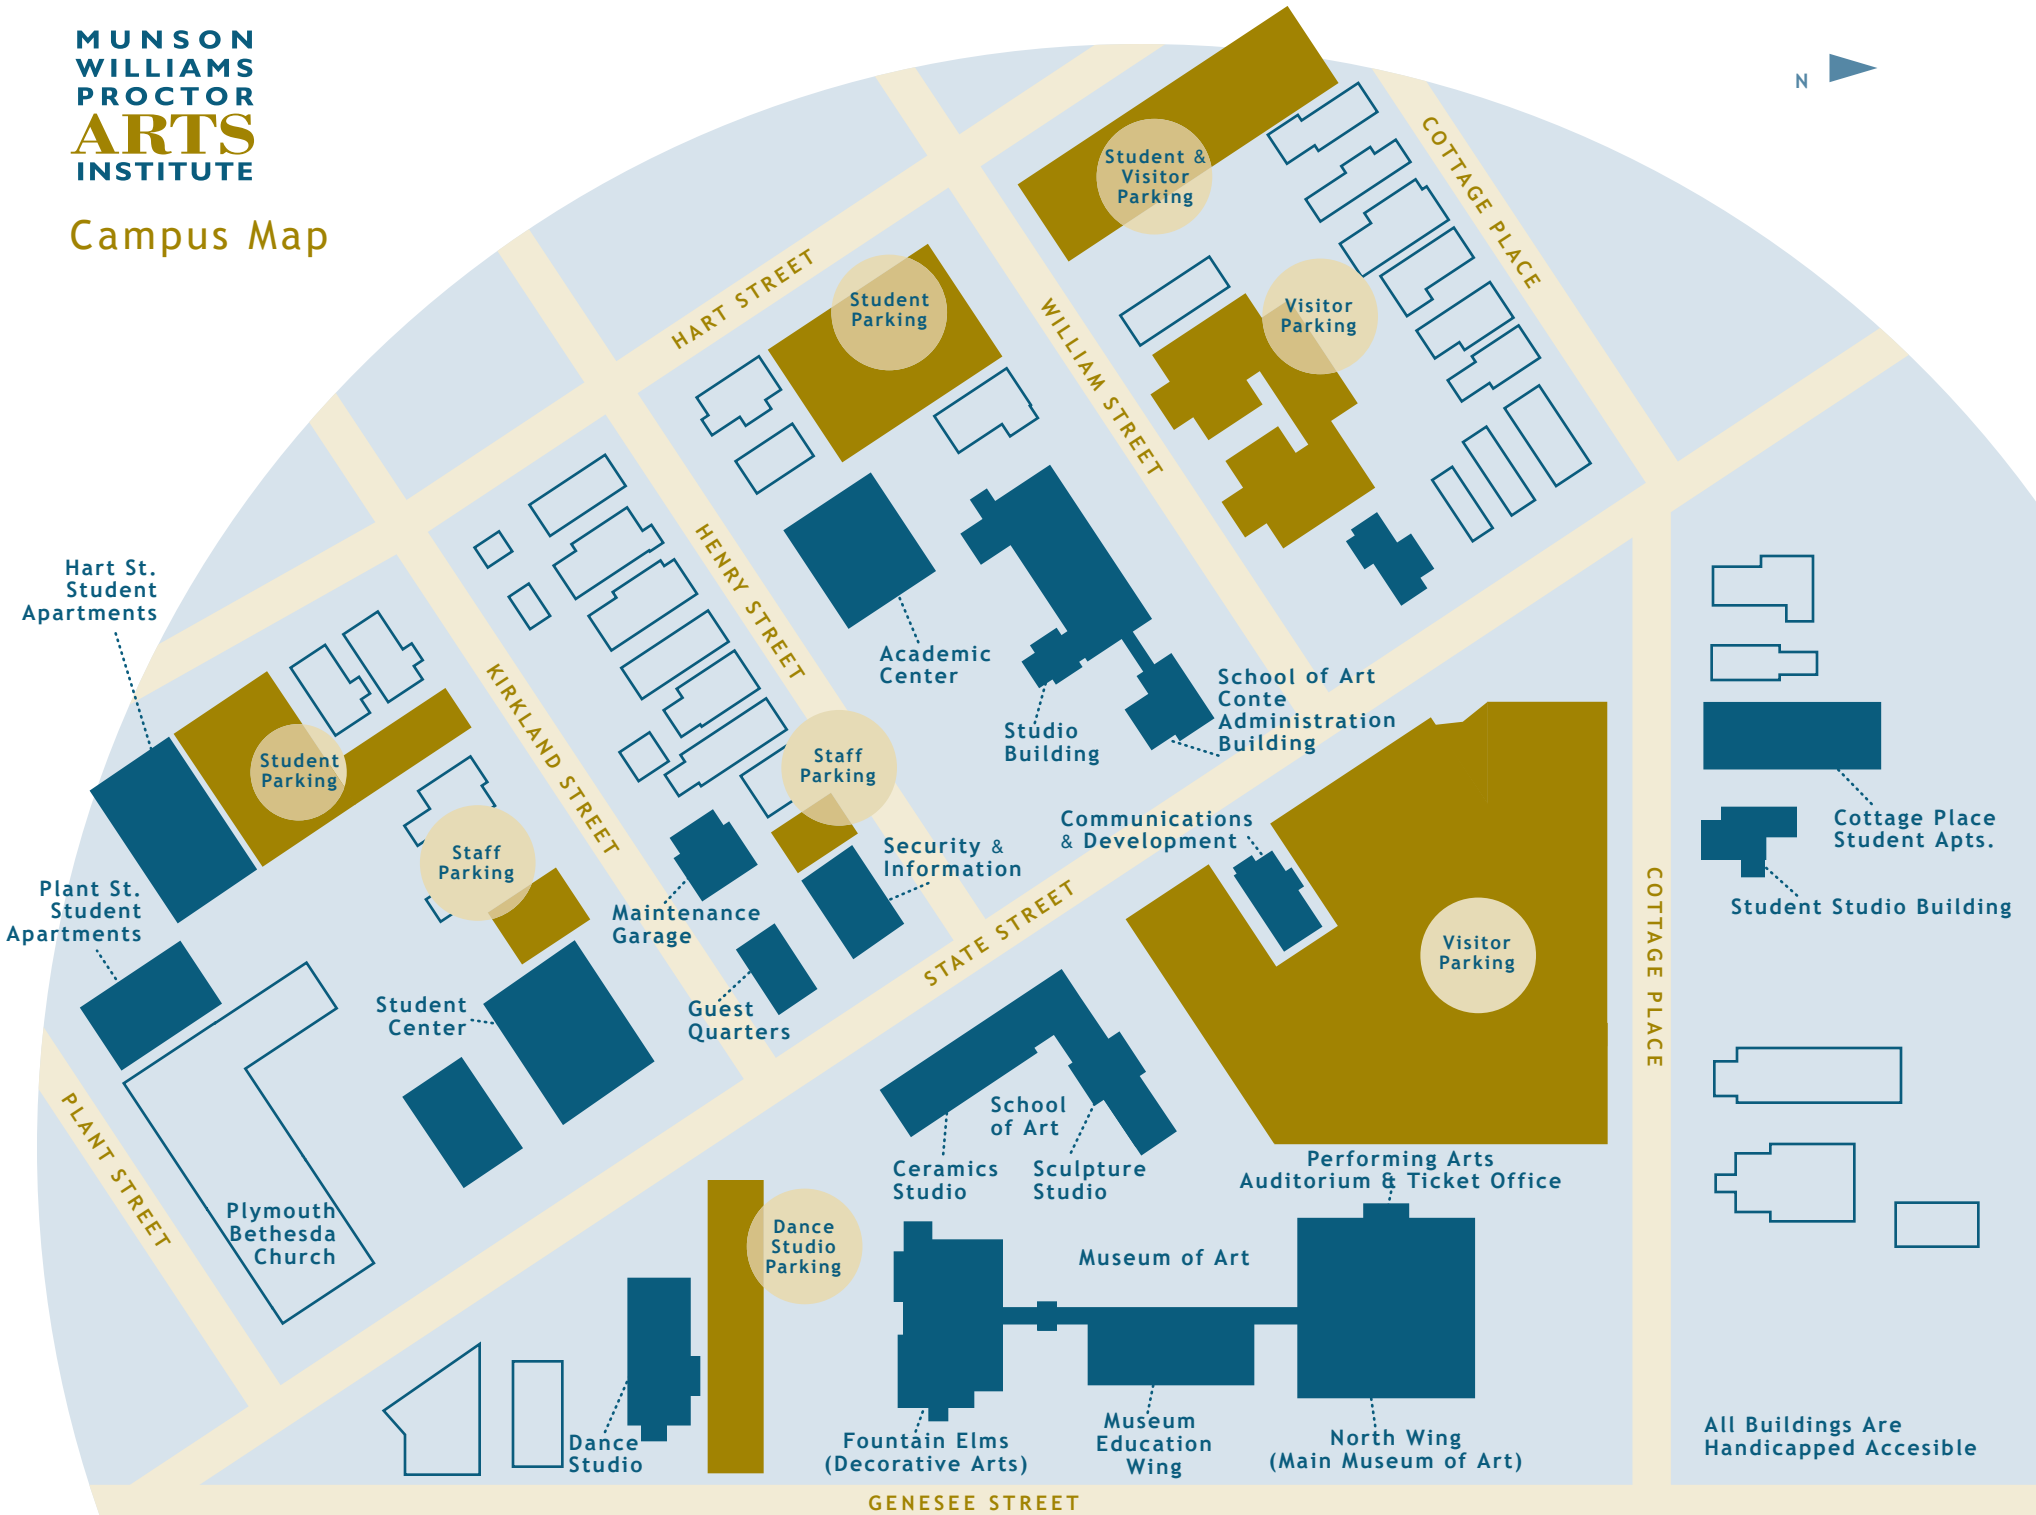 MUNSON
WILLIAMS
PROCTOR
ARTS
INSTITUTE
Campus Map
N
COTTAGE PLACE
Student &
Visitor
Parking
HART STREET
Student
Parking
WILLIAM STREET
Visitor
Parking
Hart St.
Student
Apartments
HENRY STREET
KIRKLAND STREET
Academic
Center
Studio
Building
School of Art
Conte
Administration
Building
Student
Parking
Staff
Parking
Staff
Parking
Communications
& Development
Security &
Information
Cottage Place
Student Apts.
Student Studio Building
COTTAGE PLACE
Plant St.
Student
Apartments
Maintenance
Garage
STATE STREET
Visitor
Parking
Student
Center
Guest
Quarters
PLANT STREET
School
of Art
Ceramics
Studio
Sculpture
Studio
Performing Arts
Auditorium & Ticket Office
Plymouth
Bethesda
Church
Dance
Studio
Parking
Museum of Art
Dance
Studio
Fountain Elms
(Decorative Arts)
Museum
Education
Wing
North Wing
(Main Museum of Art)
All Buildings Are
Handicapped Accesible
GENESEE STREET